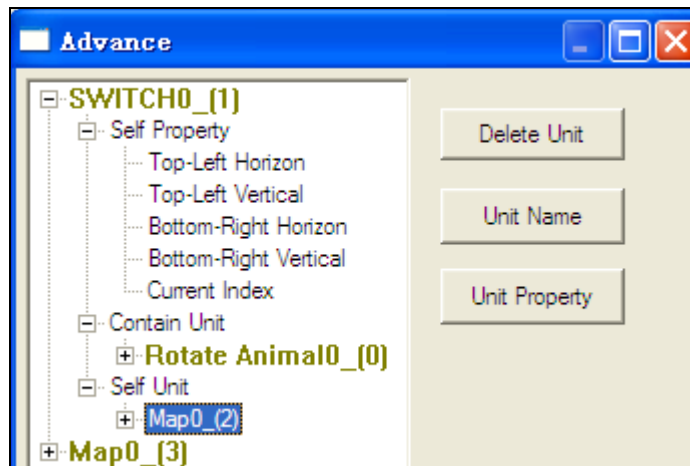 Advance
SWITCH0_(1)
Self Property
Top-Left Horizon
Top-Left Vertical
Bottom-Right Horizon
Bottom-Right Vertical
Current Index
Contain Unit
Rotate Animal0_(0)
Self Unit
Map0_(2)
Map0_(3)
Delete Unit
Unit Name
Unit Property